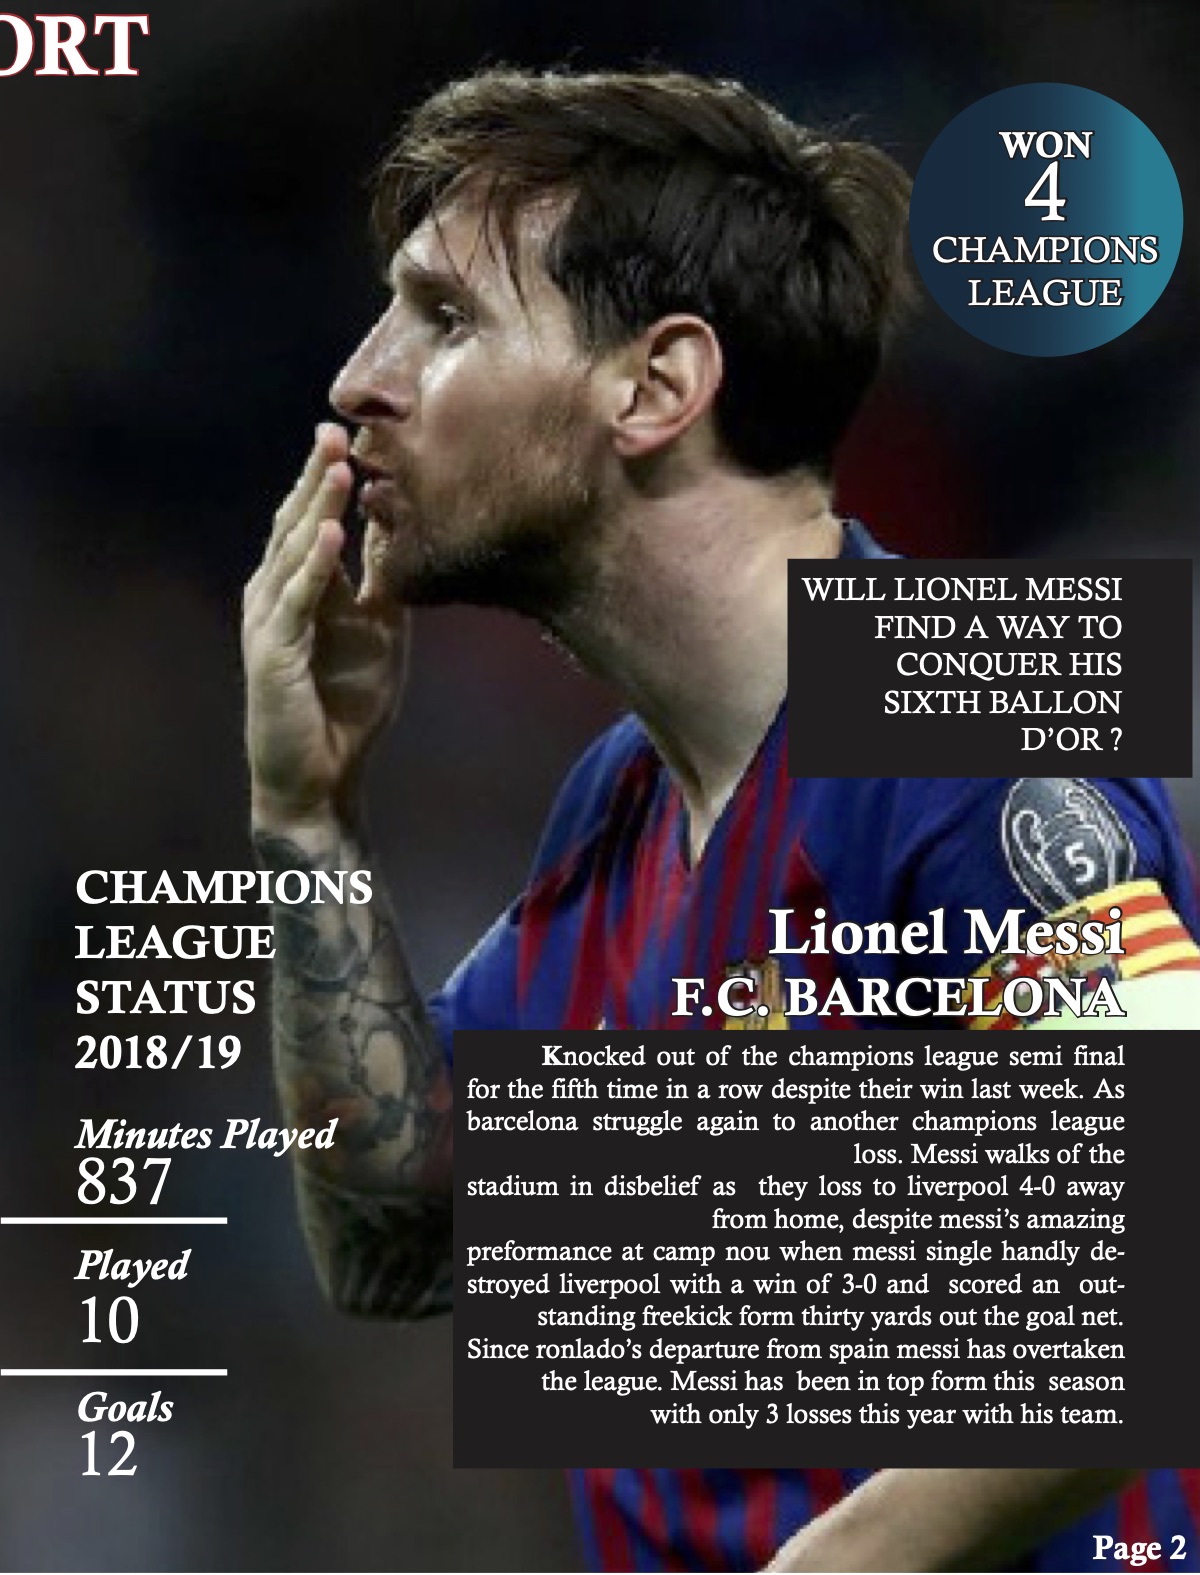 ORT
WON
4
CHAMPIONS
LEAGUE
WILL LIONEL MESSI
FIND A WAY TO
CONQUER HIS
SIXTH BALLON
D’OR ?
5
CHAMPIONS
LEAGUE
STATUS
2018/19
Minutes Played
837
Played
10
Goals
12
Lionel Messi
F.C. BARCELONA
Knocked out of the champions league semi final
for the fifth time in a row despite their win last week. As
barcelona struggle again to another champions league
loss. Messi walks of the
stadium in disbelief as they loss to liverpool 4-0 away
from home, despite messi’s amazing
preformance at camp nou when messi single handly de-
stroyed liverpool with a win of 3-0 and scored an out-
standing freekick form thirty yards out the goal net.
Since ronlado’s departure from spain messi has overtaken
the league. Messi has been in top form this season
with only 3 losses this year with his team.
Page 2